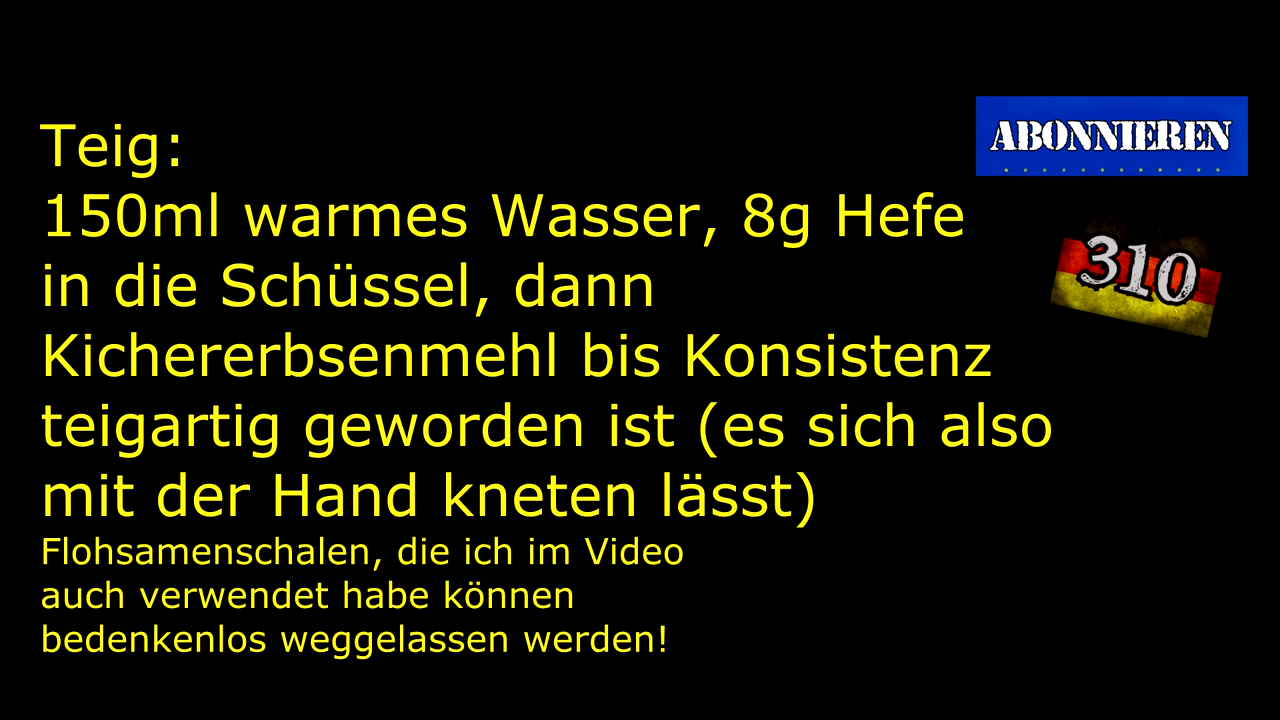 Teig:
150ml warmes Wasser, 8g Hefe
in die Schüssel, dann
Kichererbsenmehl bis Konsistenz
teigartig geworden ist (es sich also
mit der Hand kneten lässt)
Flohsamenschalen, die ich im Video
auch verwendet habe können
bedenkenlos weggelassen werden!
ABONNIEREN
310